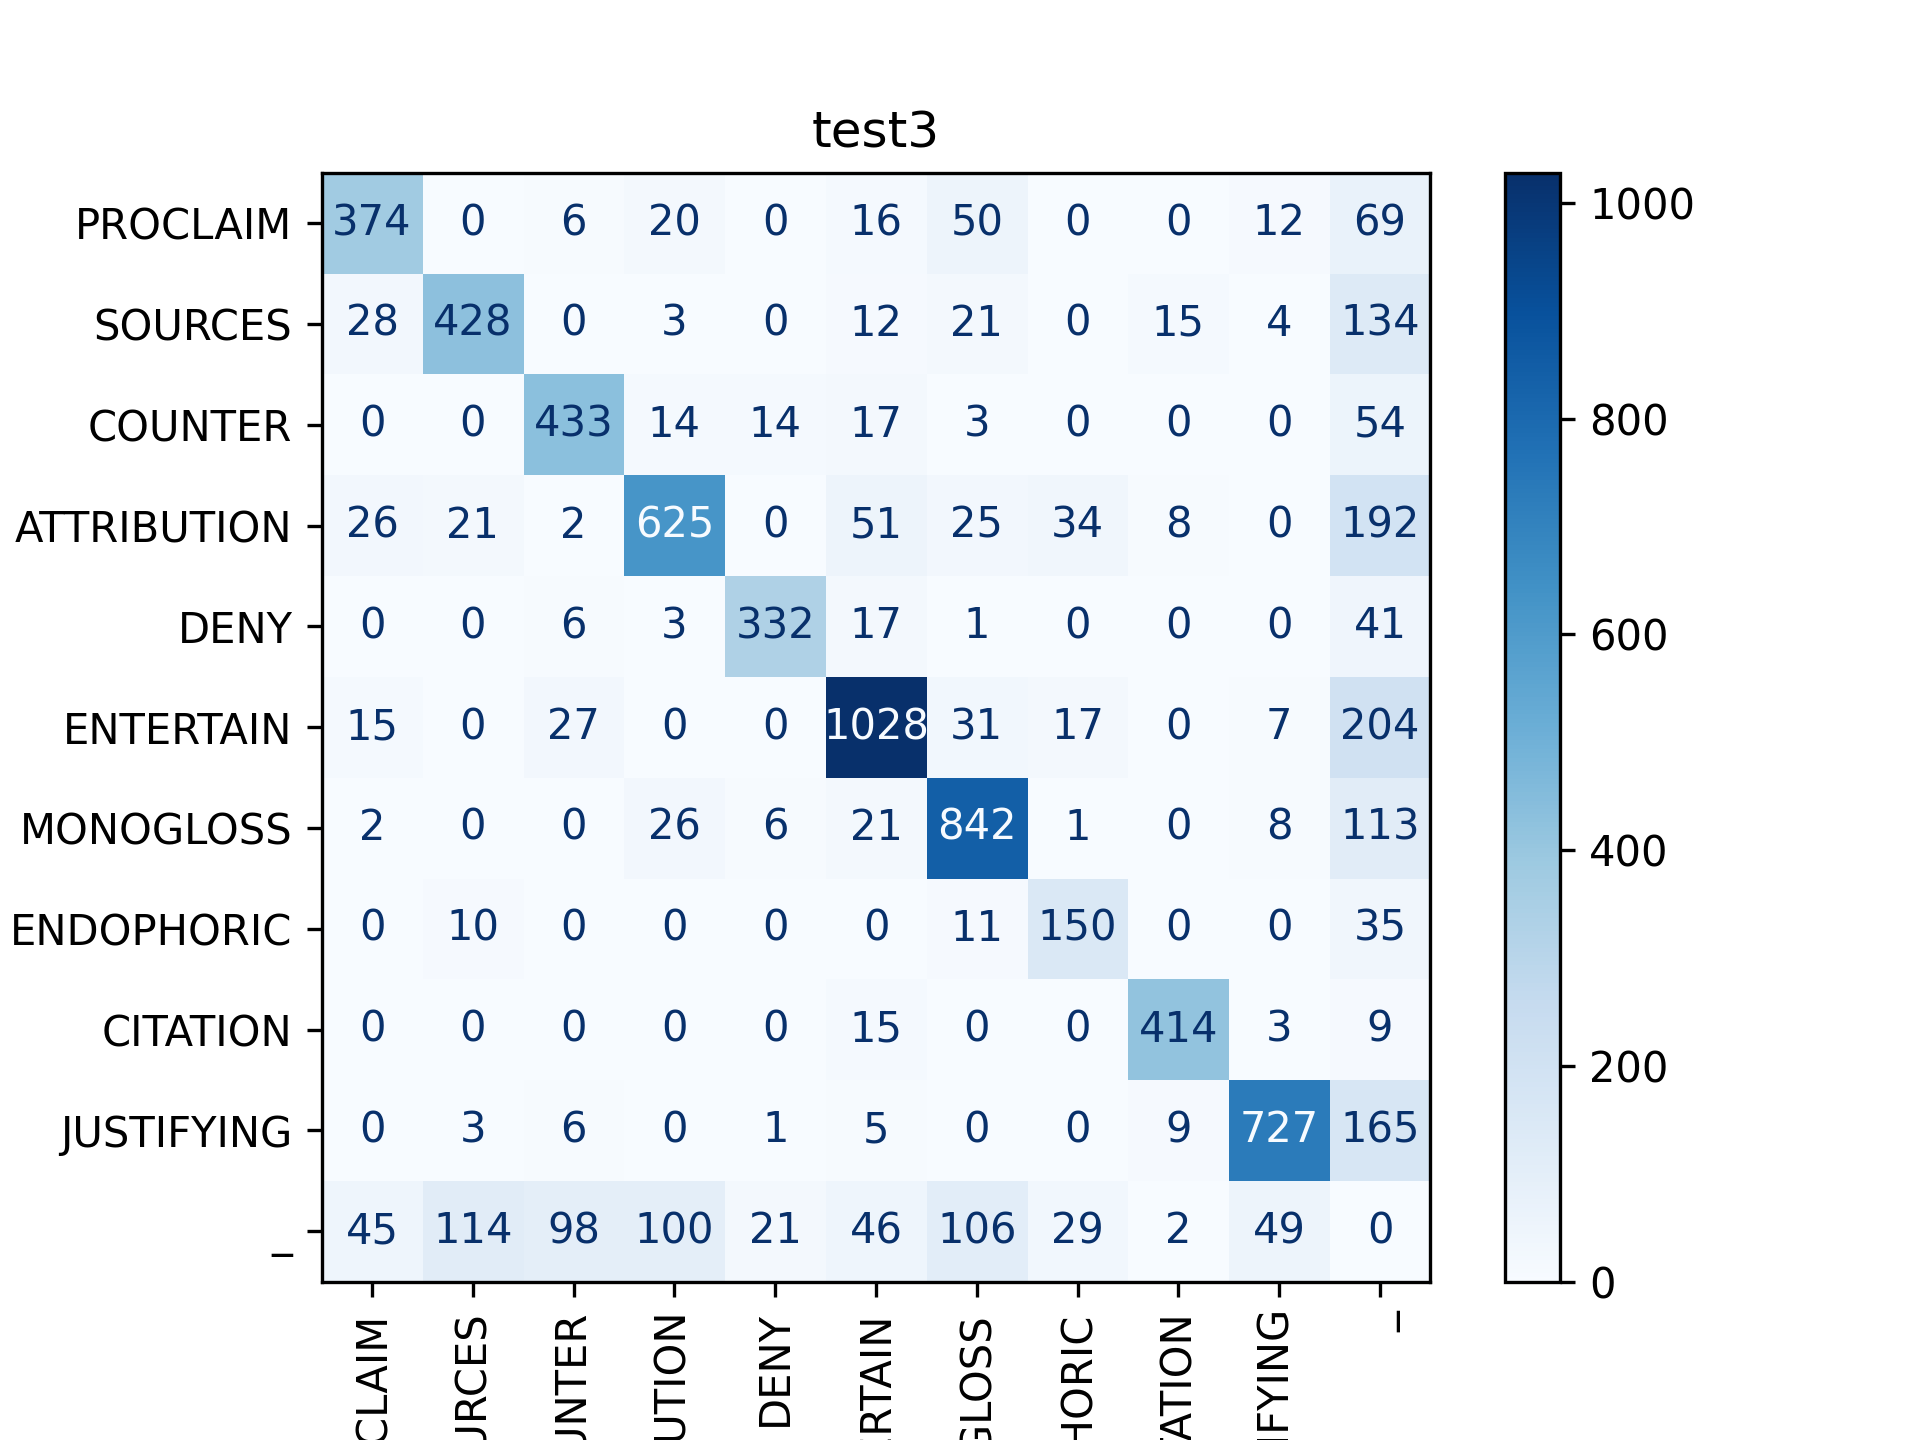 test3
PROCLAIM 374 0 6 20 0 16 50 0 0 12 69
SOURCES 28 428 0 3 0 12 21 0 15 4 134
COUNTER 0 0 433 14 14 17 3 0 0 0 54
ATTRIBUTION 26 21 2 625 0 51 25 34 8 0 192
DENY 0 0 6 3 332 17 1 0 0 0 41
ENTERTAIN 15 0 27 0 0 1028 31 17 0 7 204
MONOGLOSS 2 0 0 26 6 21 842 1 0 8 113
ENDOPHORIC 0 10 0 0 0 0 11 150 0 0 35
CITATION 0 0 0 0 0 15 0 0 414 3 9
JUSTIFYING 0 3 6 0 1 5 0 0 9 727 165
_ 45 114 98 100 21 46 106 29 2 49 0
CLAIM URCES UNTER UTION DENY RTAIN GLOSS HORIC TATION IFYING _
1000
800
600
400
200
0